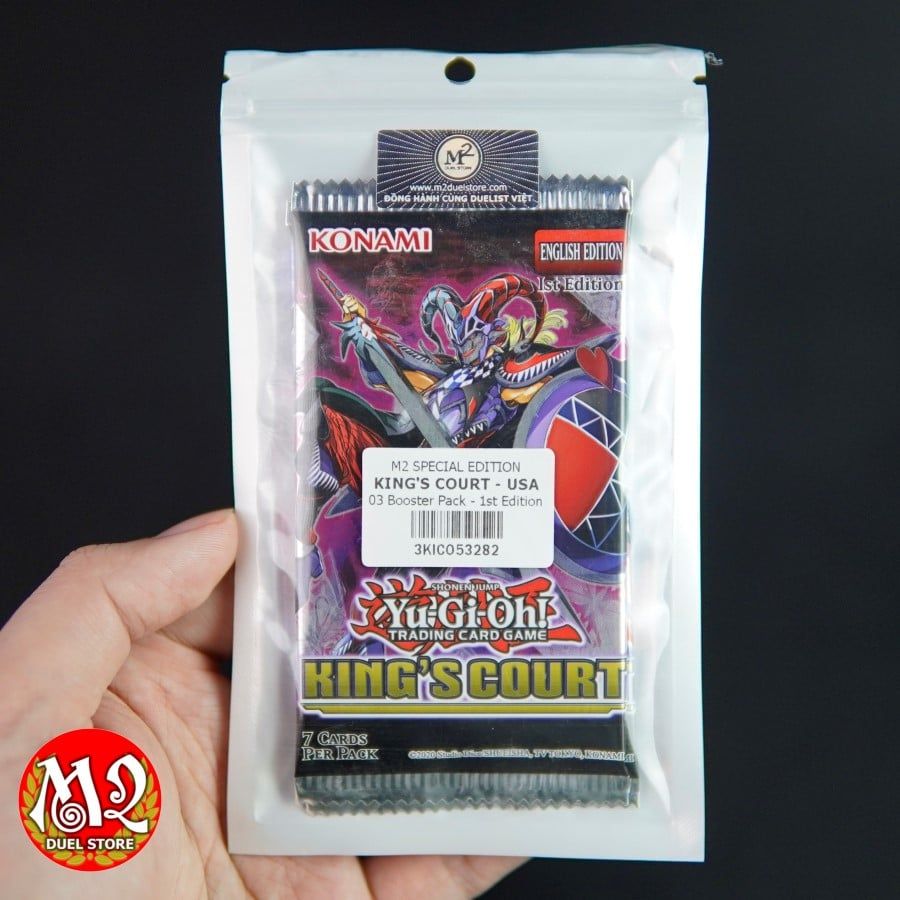 M2
DUEL STORE
www.m2duelstore.com
ĐỒNG HÀNH CÙNG DUELIST VIỆT
KONAMI
ENGLISH EDITION
1st Edition
M2 SPECIAL EDITION
KING'S COURT - USA
03 Booster Pack - 1st Edition
3KICO53282
SHONEN JUMP
Yu-Gi-Oh!
TRADING CARD GAME
KING'S COURT
7 CARDS
PER PACK
©2020 Studio Dice/SHUEISHA, TV TOKYO, KONAMI
M2
DUEL STORE